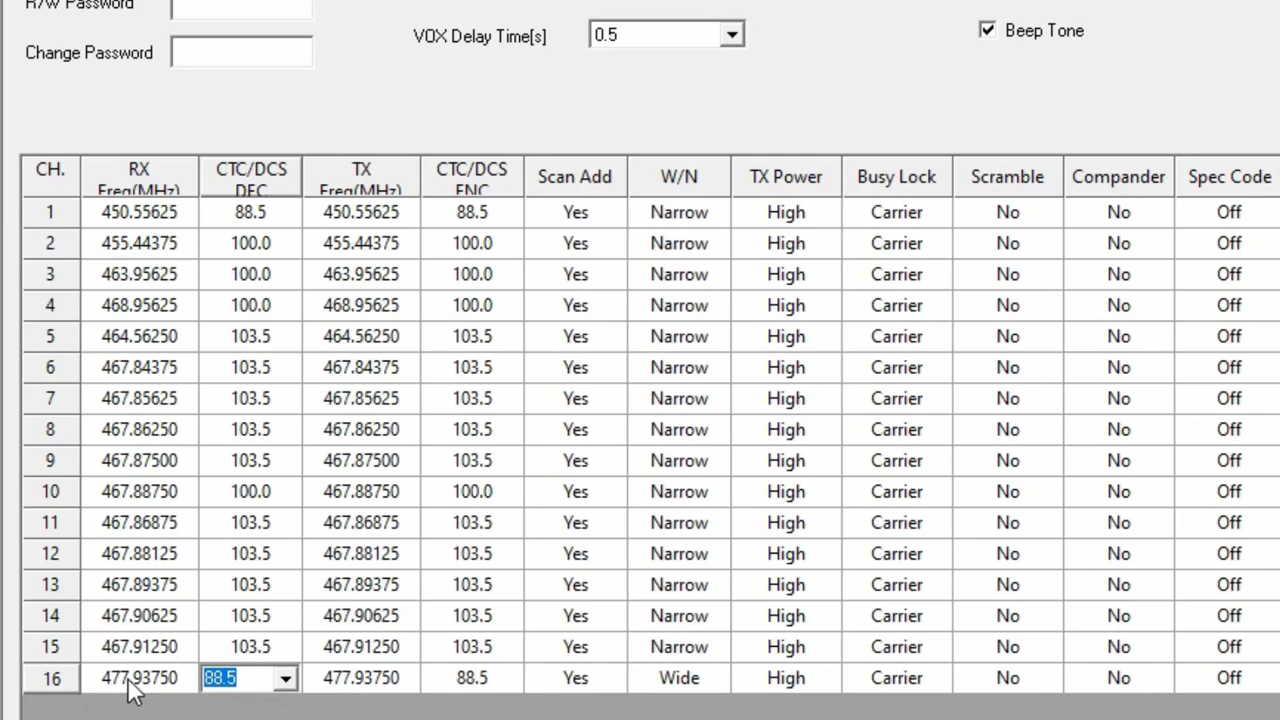 R/W Password
Change Password
VOX Delay Time[s] 0.5
Beep Tone
CH. RX Freq(MHz) CTC/DCS DEC TX Freq(MHz) CTC/DCS ENC Scan Add W/N TX Power Busy Lock Scramble Compander Spec Code
1 450.55625 88.5 450.55625 88.5 Yes Narrow High Carrier No No Off
2 455.44375 100.0 455.44375 100.0 Yes Narrow High Carrier No No Off
3 463.95625 100.0 463.95625 100.0 Yes Narrow High Carrier No No Off
4 468.95625 100.0 468.95625 100.0 Yes Narrow High Carrier No No Off
5 464.56250 103.5 464.56250 103.5 Yes Narrow High Carrier No No Off
6 467.84375 103.5 467.84375 103.5 Yes Narrow High Carrier No No Off
7 467.85625 103.5 467.85625 103.5 Yes Narrow High Carrier No No Off
8 467.86250 103.5 467.86250 103.5 Yes Narrow High Carrier No No Off
9 467.87500 103.5 467.87500 103.5 Yes Narrow High Carrier No No Off
10 467.88750 100.0 467.88750 100.0 Yes Narrow High Carrier No No Off
11 467.86875 103.5 467.86875 103.5 Yes Narrow High Carrier No No Off
12 467.88125 103.5 467.88125 103.5 Yes Narrow High Carrier No No Off
13 467.89375 103.5 467.89375 103.5 Yes Narrow High Carrier No No Off
14 467.90625 103.5 467.90625 103.5 Yes Narrow High Carrier No No Off
15 467.91250 103.5 467.91250 103.5 Yes Narrow High Carrier No No Off
16 477.93750 88.5 477.93750 88.5 Yes Wide High Carrier No No Off